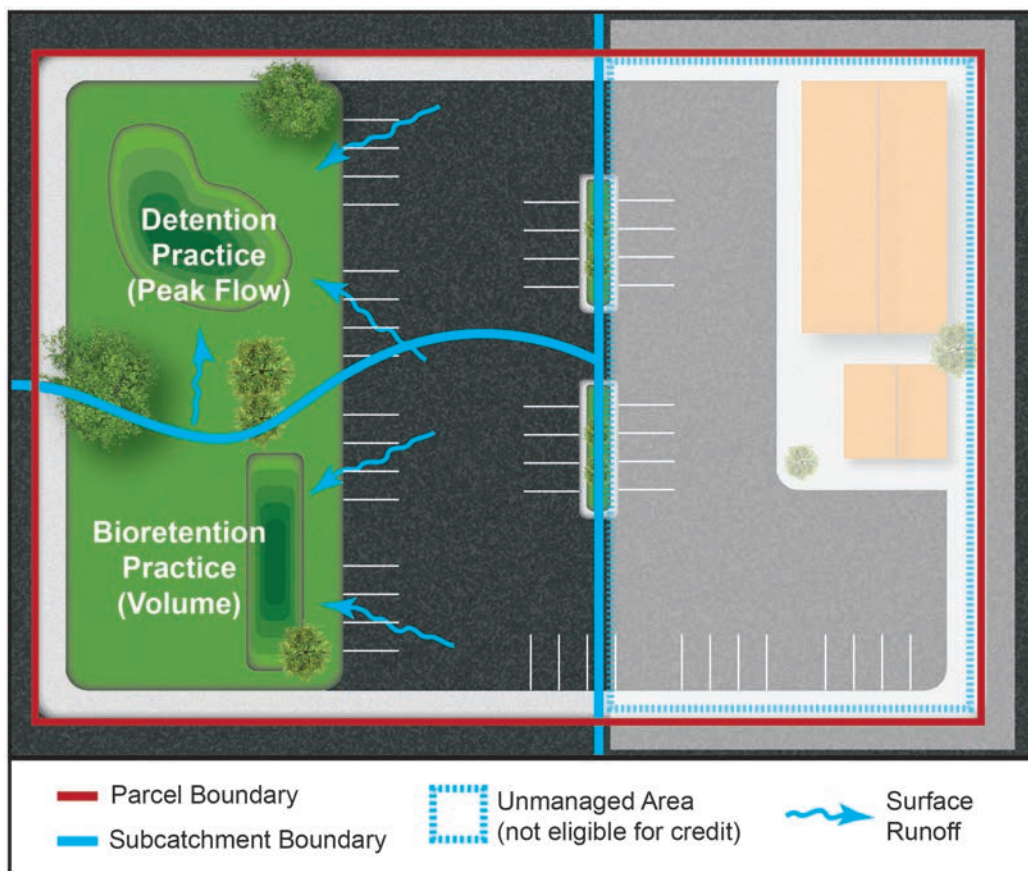 Detention
Practice
(Peak Flow)
Bioretention
Practice
(Volume)
Parcel Boundary
Subcatchment Boundary
Unmanaged Area
(not eligible for credit)
Surface
Runoff